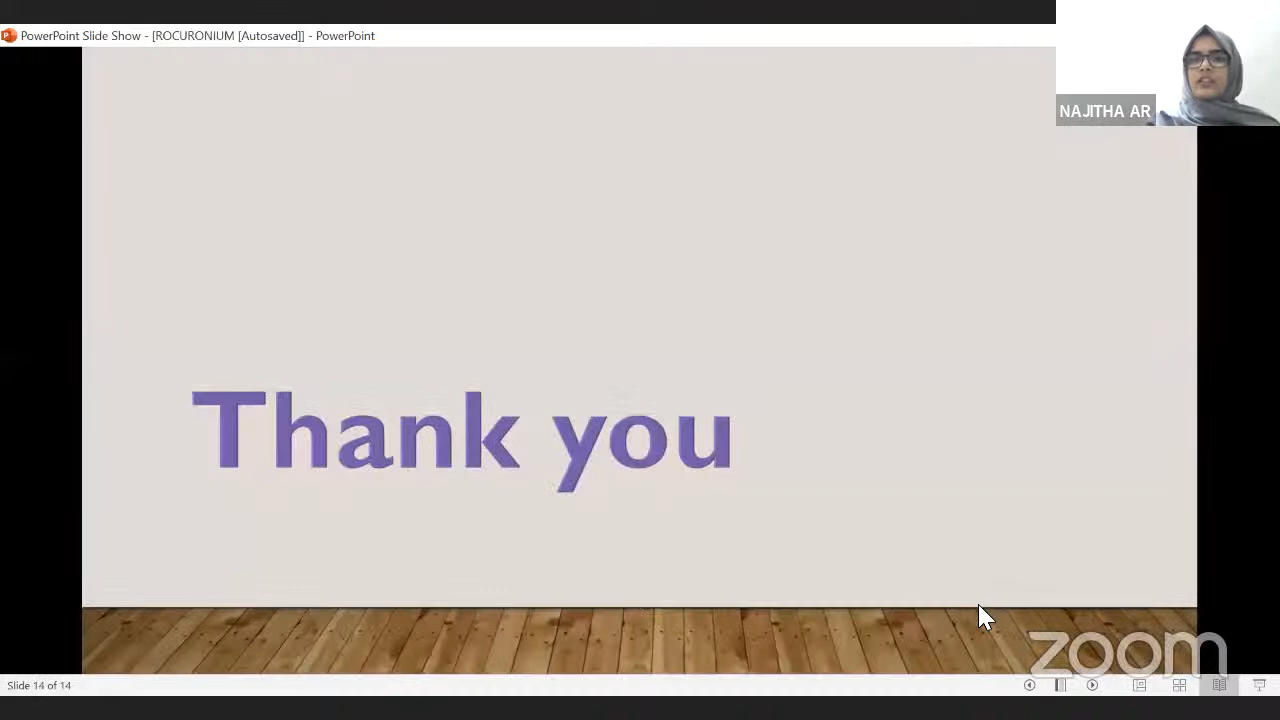 PowerPoint Slide Show - [ROCURONIUM [Autosaved]] - PowerPoint
NAJITHA AR
Thank you
zoom
Slide 14 of 14